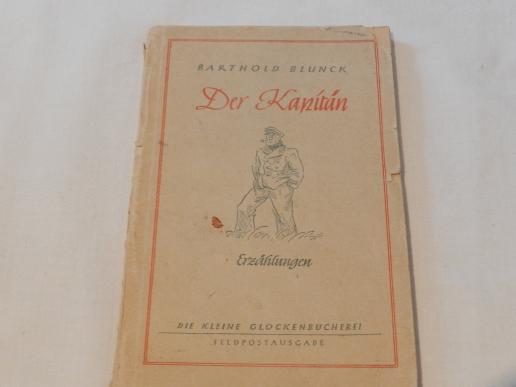 BARTHOLD BLUNCK
Der Kapitän
Erzählungen
DIE KLEINE GLOCKENBÜCHEREI
FELDPOSTAUSGABE